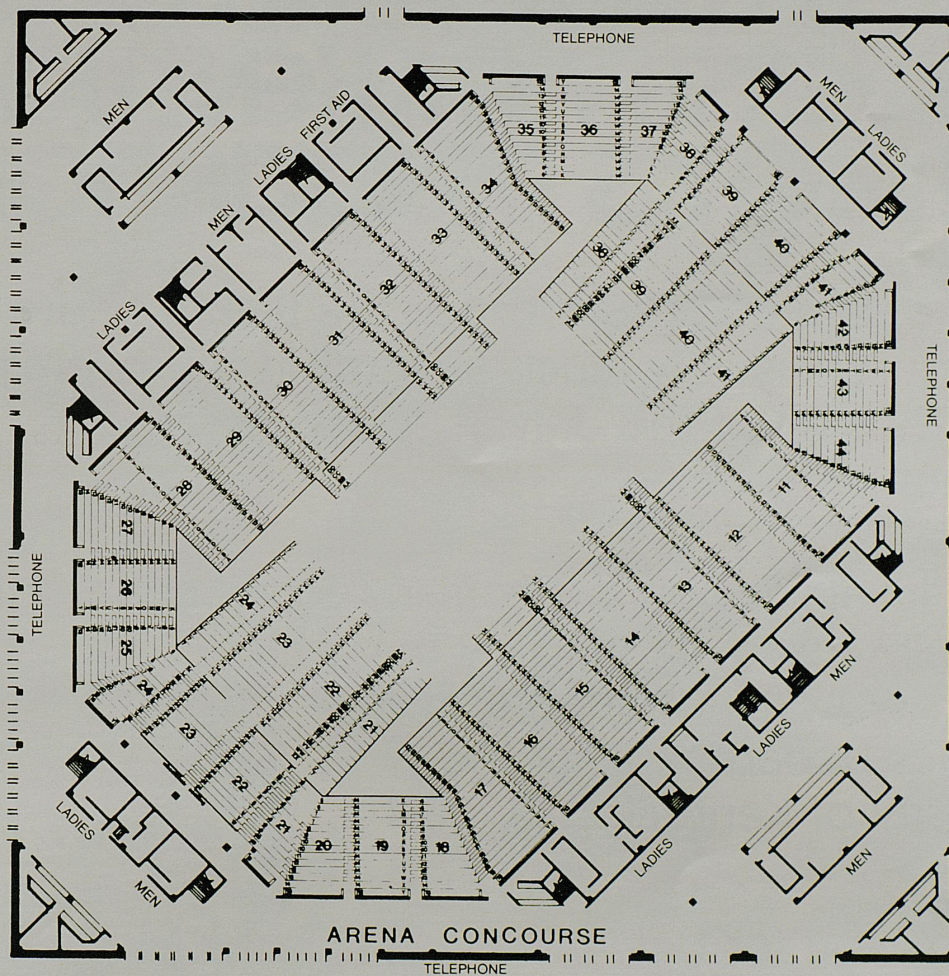 TELEPHONE
MEN
FIRST AID
MEN
LADIES
LADIES
MEN
LADIES
35 36 37
38
34
39
33
40
38
32
39
41
31
40
42
41
43
30
44
29
11
28
12
27
13
26
24
14
25
23
15
24
22
16
23
21
17
22
21
20 19 18
TELEPHONE
TELEPHONE
MEN
LADIES
LADIES
MEN
LADIES
MEN
ARENA CONCOURSE
TELEPHONE